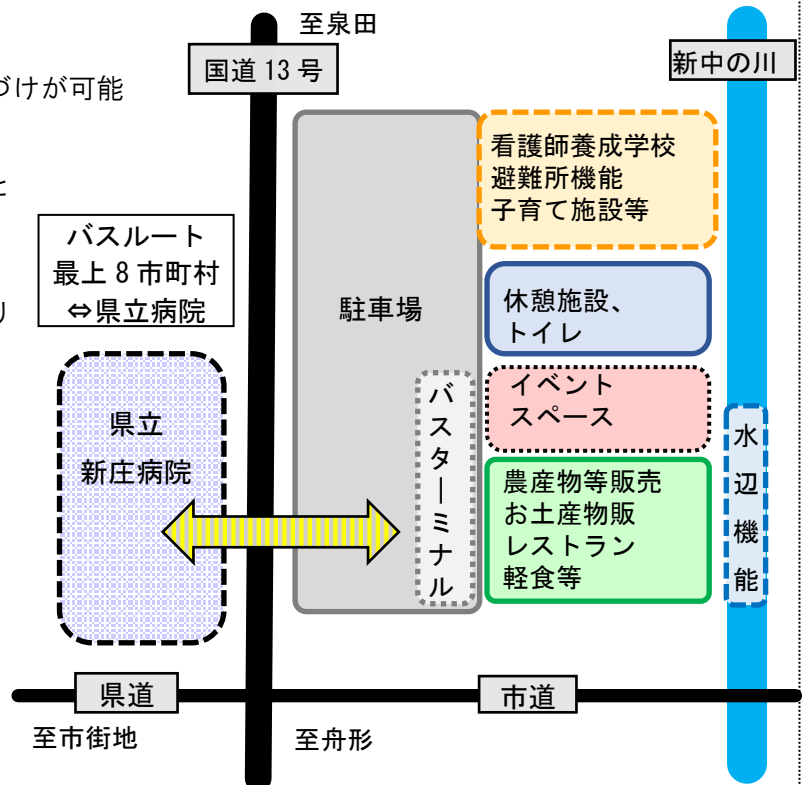 至泉田
国道 13 号
新中の川
づけが可能
看護師養成学校
避難所機能
子育て施設等
バスルート
最上 8 市町村
⇔県立病院
り
駐車場
休憩施設、
トイレ
イベント
スペース
県立
新庄病院
バスターミナル
水辺機能
農産物等販売
お土産物販
レストラン
軽食等
県道
市道
至市街地
至舟形